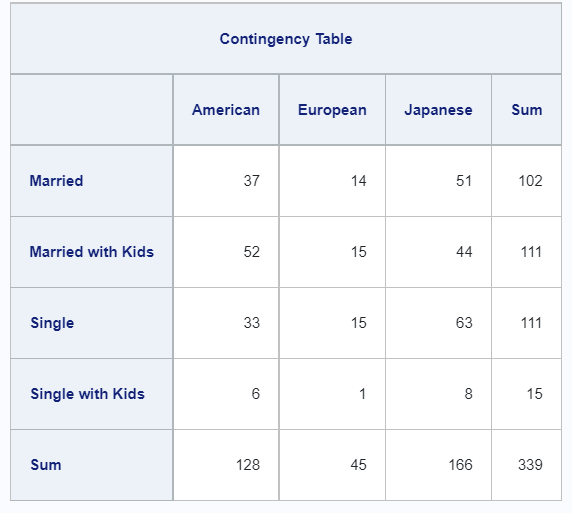 Contingency Table
American European Japanese Sum
Married 37 14 51 102
Married with Kids 52 15 44 111
Single 33 15 63 111
Single with Kids 6 1 8 15
Sum 128 45 166 339